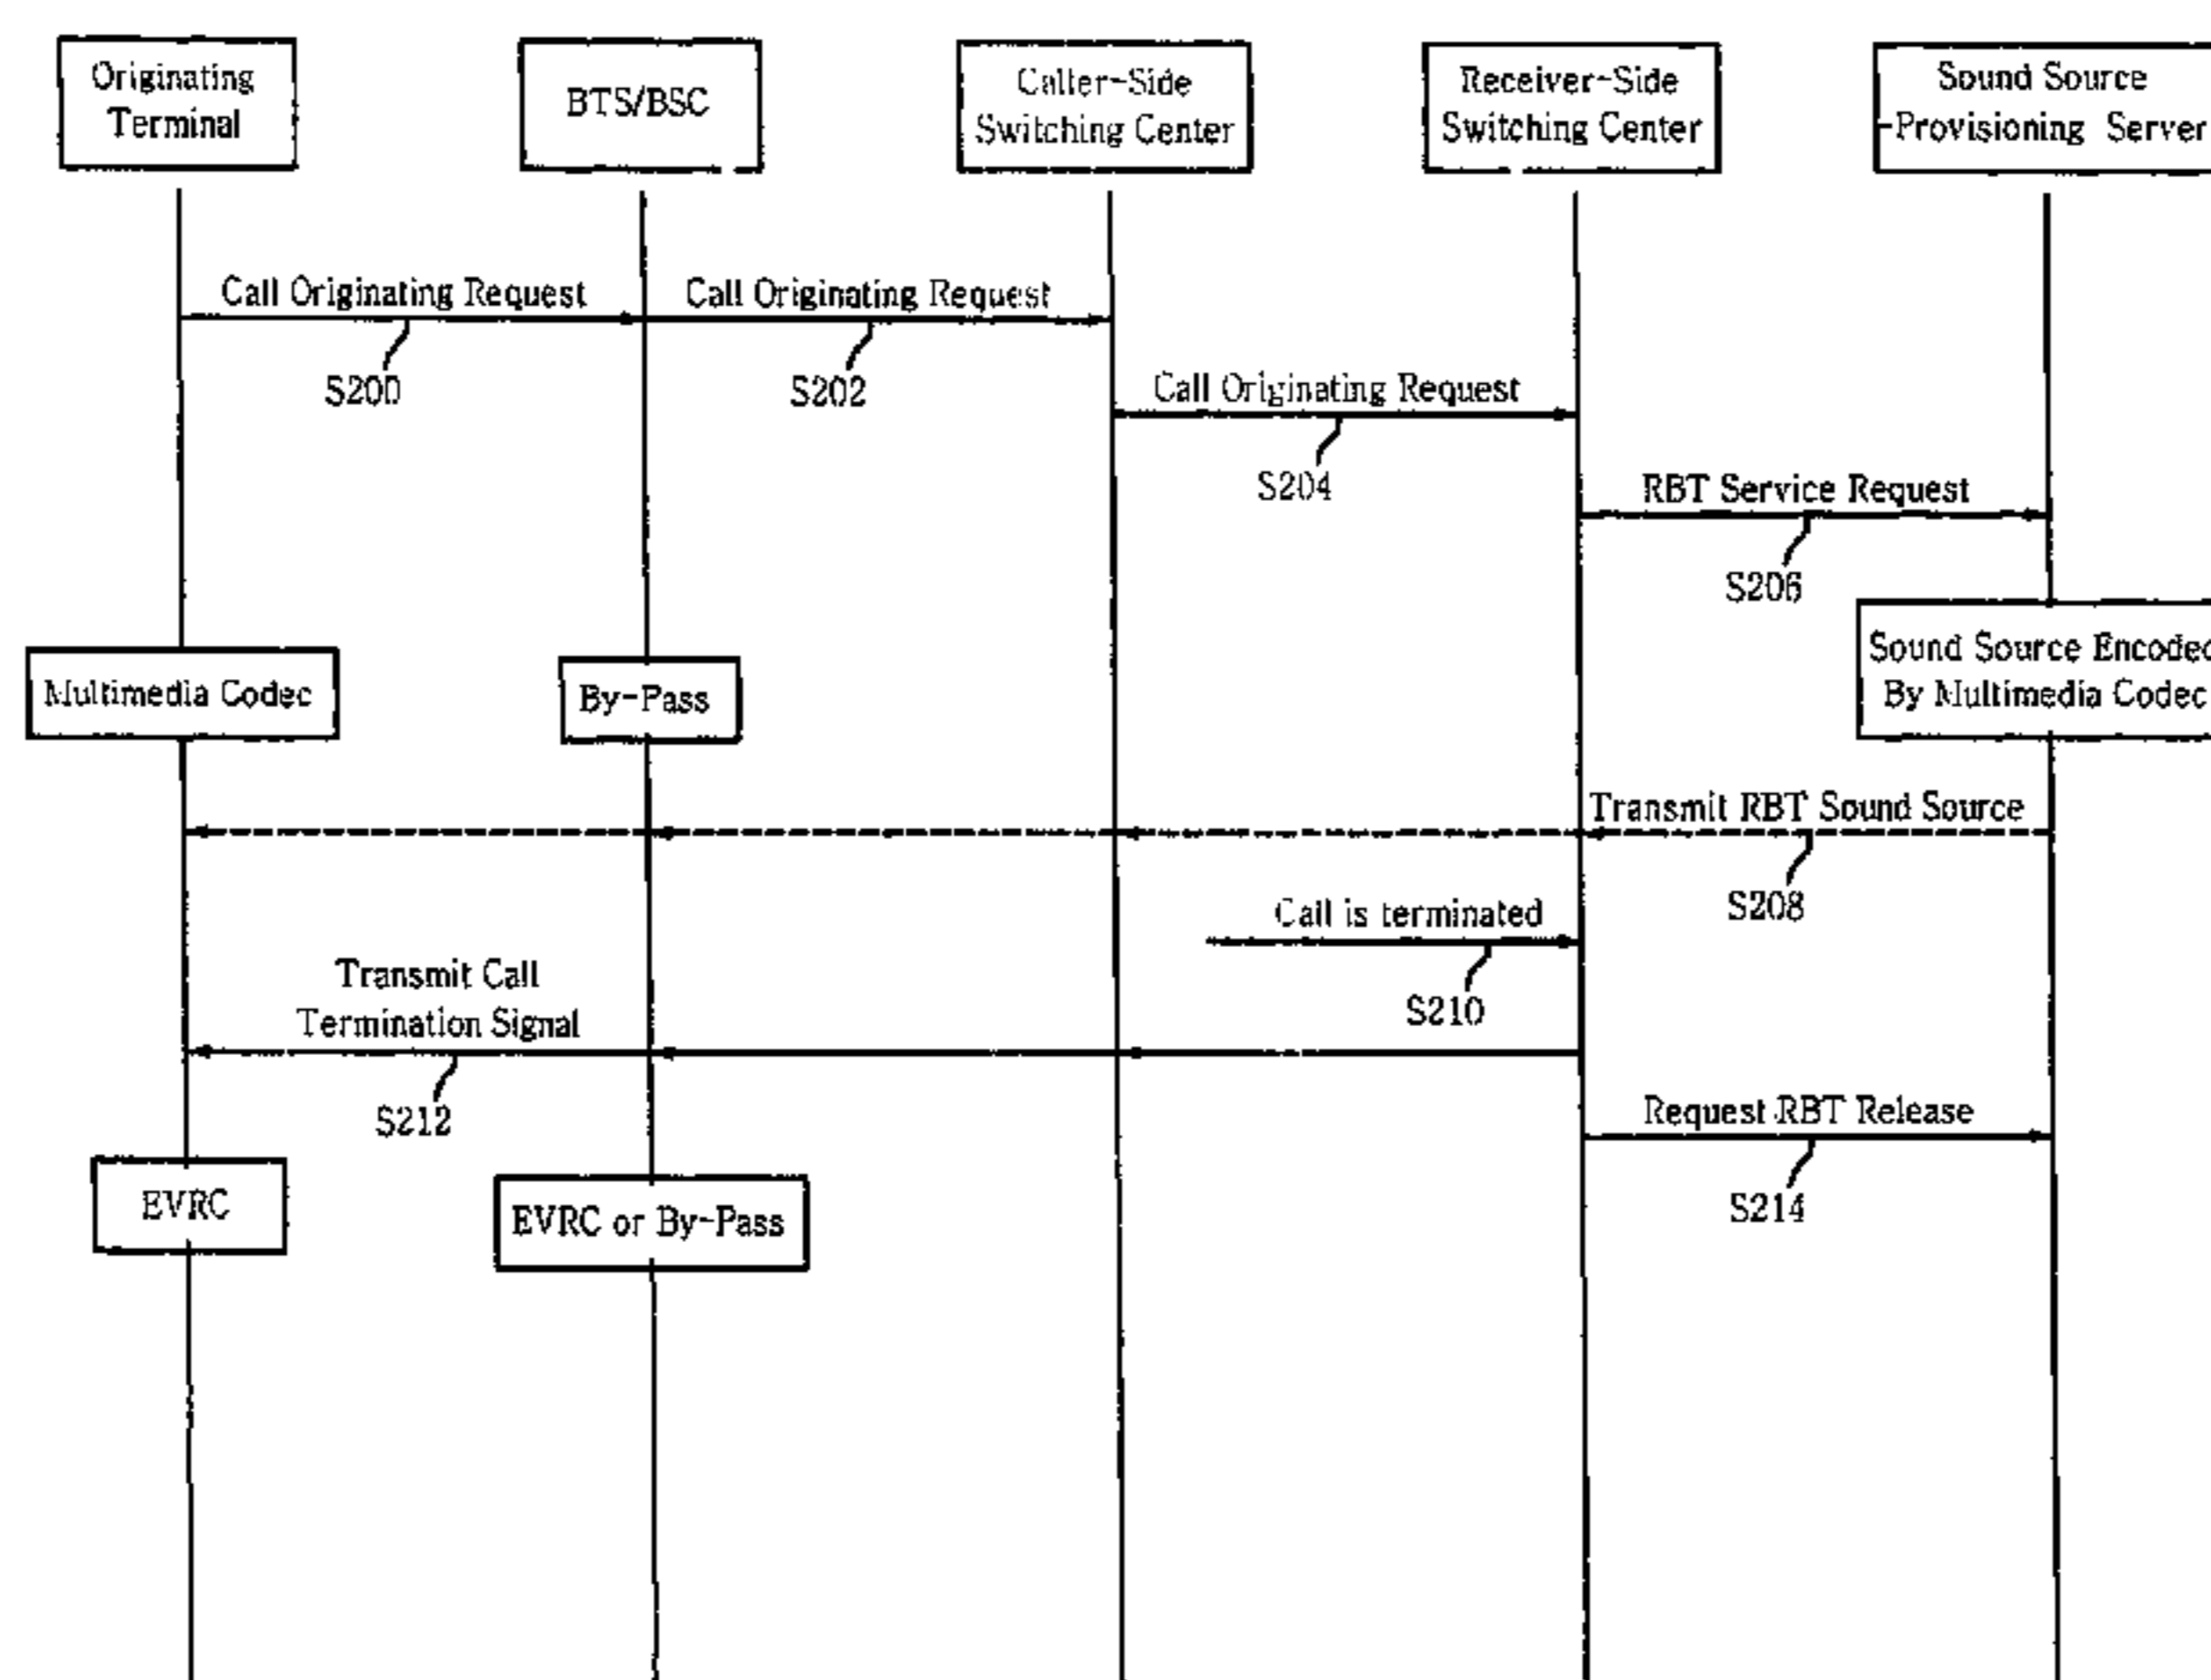 Originating
Terminal
BTS/BSC
Caller-Side
Switching Center
Receiver-Side
Switching Center
Sound Source
-Provisioning Server
Call Originating Request
Call Originating Request
S200
S202
Call Originating Request
S204
RBT Service Request
S206
Multimedia Codec
By-Pass
Sound Source Encoded
By Multimedia Codec
Transmit RBT Sound Source
S208
Call is terminated
S210
Transmit Call
Termination Signal
S212
Request RBT Release
S214
EVRC
EVRC or By-Pass